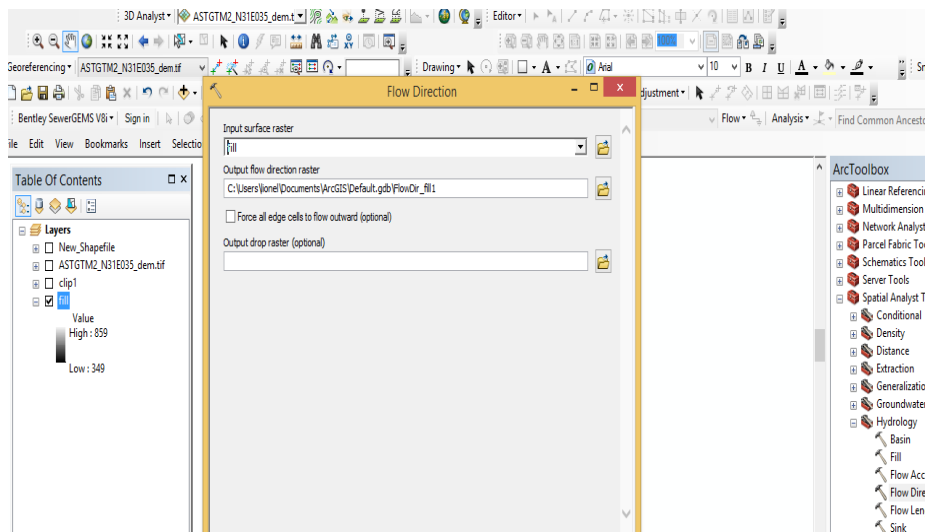 3D Analyst ASTGTM2_N31E035_dem.t Editor
100%
Georeferencing ASTGTM2_N31E035_dem.tif Drawing A Arial 10 B I U A
Flow Direction
Bentley SewerGEMS V8i Sign in Flow Analysis Find Common Ancesto
ile Edit View Bookmarks Insert Selectio
Input surface raster
fill
Output flow direction raster
C:\Users\lionel\Documents\ArcGIS\Default.gdb\FlowDir_fill1
Force all edge cells to flow outward (optional)
Output drop raster (optional)
Table Of Contents
Layers
New_Shapefile
ASTGTM2_N31E035_dem.tif
clip1
fill
Value
High : 859
Low : 349
ArcToolbox
Linear Referenci
Multidimension
Network Analyst
Parcel Fabric Too
Schematics Tool
Server Tools
Spatial Analyst T
Conditional
Density
Distance
Extraction
Generalizatio
Groundwater
Hydrology
Basin
Fill
Flow Acc
Flow Dire
Flow Len
Sink